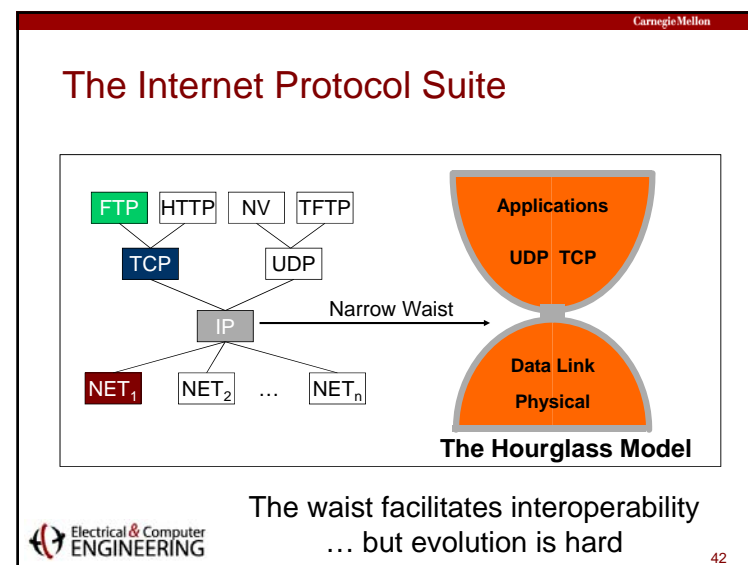 Carnegie Mellon
The Internet Protocol Suite
FTP HTTP NV TFTP
TCP UDP
IP
Narrow Waist
NET1 NET2 … NETn
Applications
UDP TCP
Data Link
Physical
The Hourglass Model
The waist facilitates interoperability
… but evolution is hard
Electrical & Computer
ENGINEERING
42